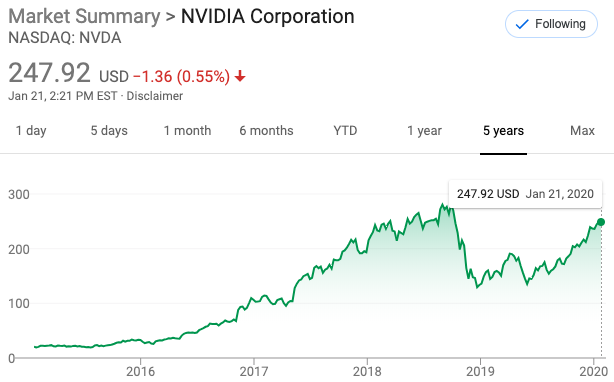 Market Summary > NVIDIA Corporation
Following
NASDAQ: NVDA
247.92 USD −1.36 (0.55%)
Jan 21, 2:21 PM EST · Disclaimer
1 day 5 days 1 month 6 months YTD 1 year 5 years Max
247.92 USD Jan 21, 2020
300
200
100
0
2016 2017 2018 2019 2020